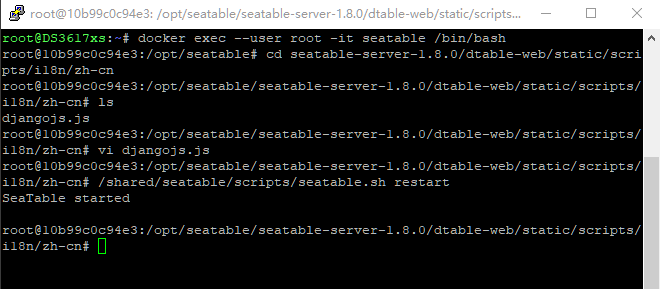 root@10b99c0c94e3: /opt/seatable/seatable-server-1.8.0/dtable-web/static/scripts...
root@DS3617xs:~# docker exec --user root -it seatable /bin/bash
root@10b99c0c94e3:/opt/seatable# cd seatable-server-1.8.0/dtable-web/static/scri
pts/i18n/zh-cn
root@10b99c0c94e3:/opt/seatable/seatable-server-1.8.0/dtable-web/static/scripts/
i18n/zh-cn# ls
djangojs.js
root@10b99c0c94e3:/opt/seatable/seatable-server-1.8.0/dtable-web/static/scripts/
i18n/zh-cn# vi djangojs.js
root@10b99c0c94e3:/opt/seatable/seatable-server-1.8.0/dtable-web/static/scripts/
i18n/zh-cn# /shared/seatable/scripts/seatable.sh restart
SeaTable started
root@10b99c0c94e3:/opt/seatable/seatable-server-1.8.0/dtable-web/static/scripts/
i18n/zh-cn#